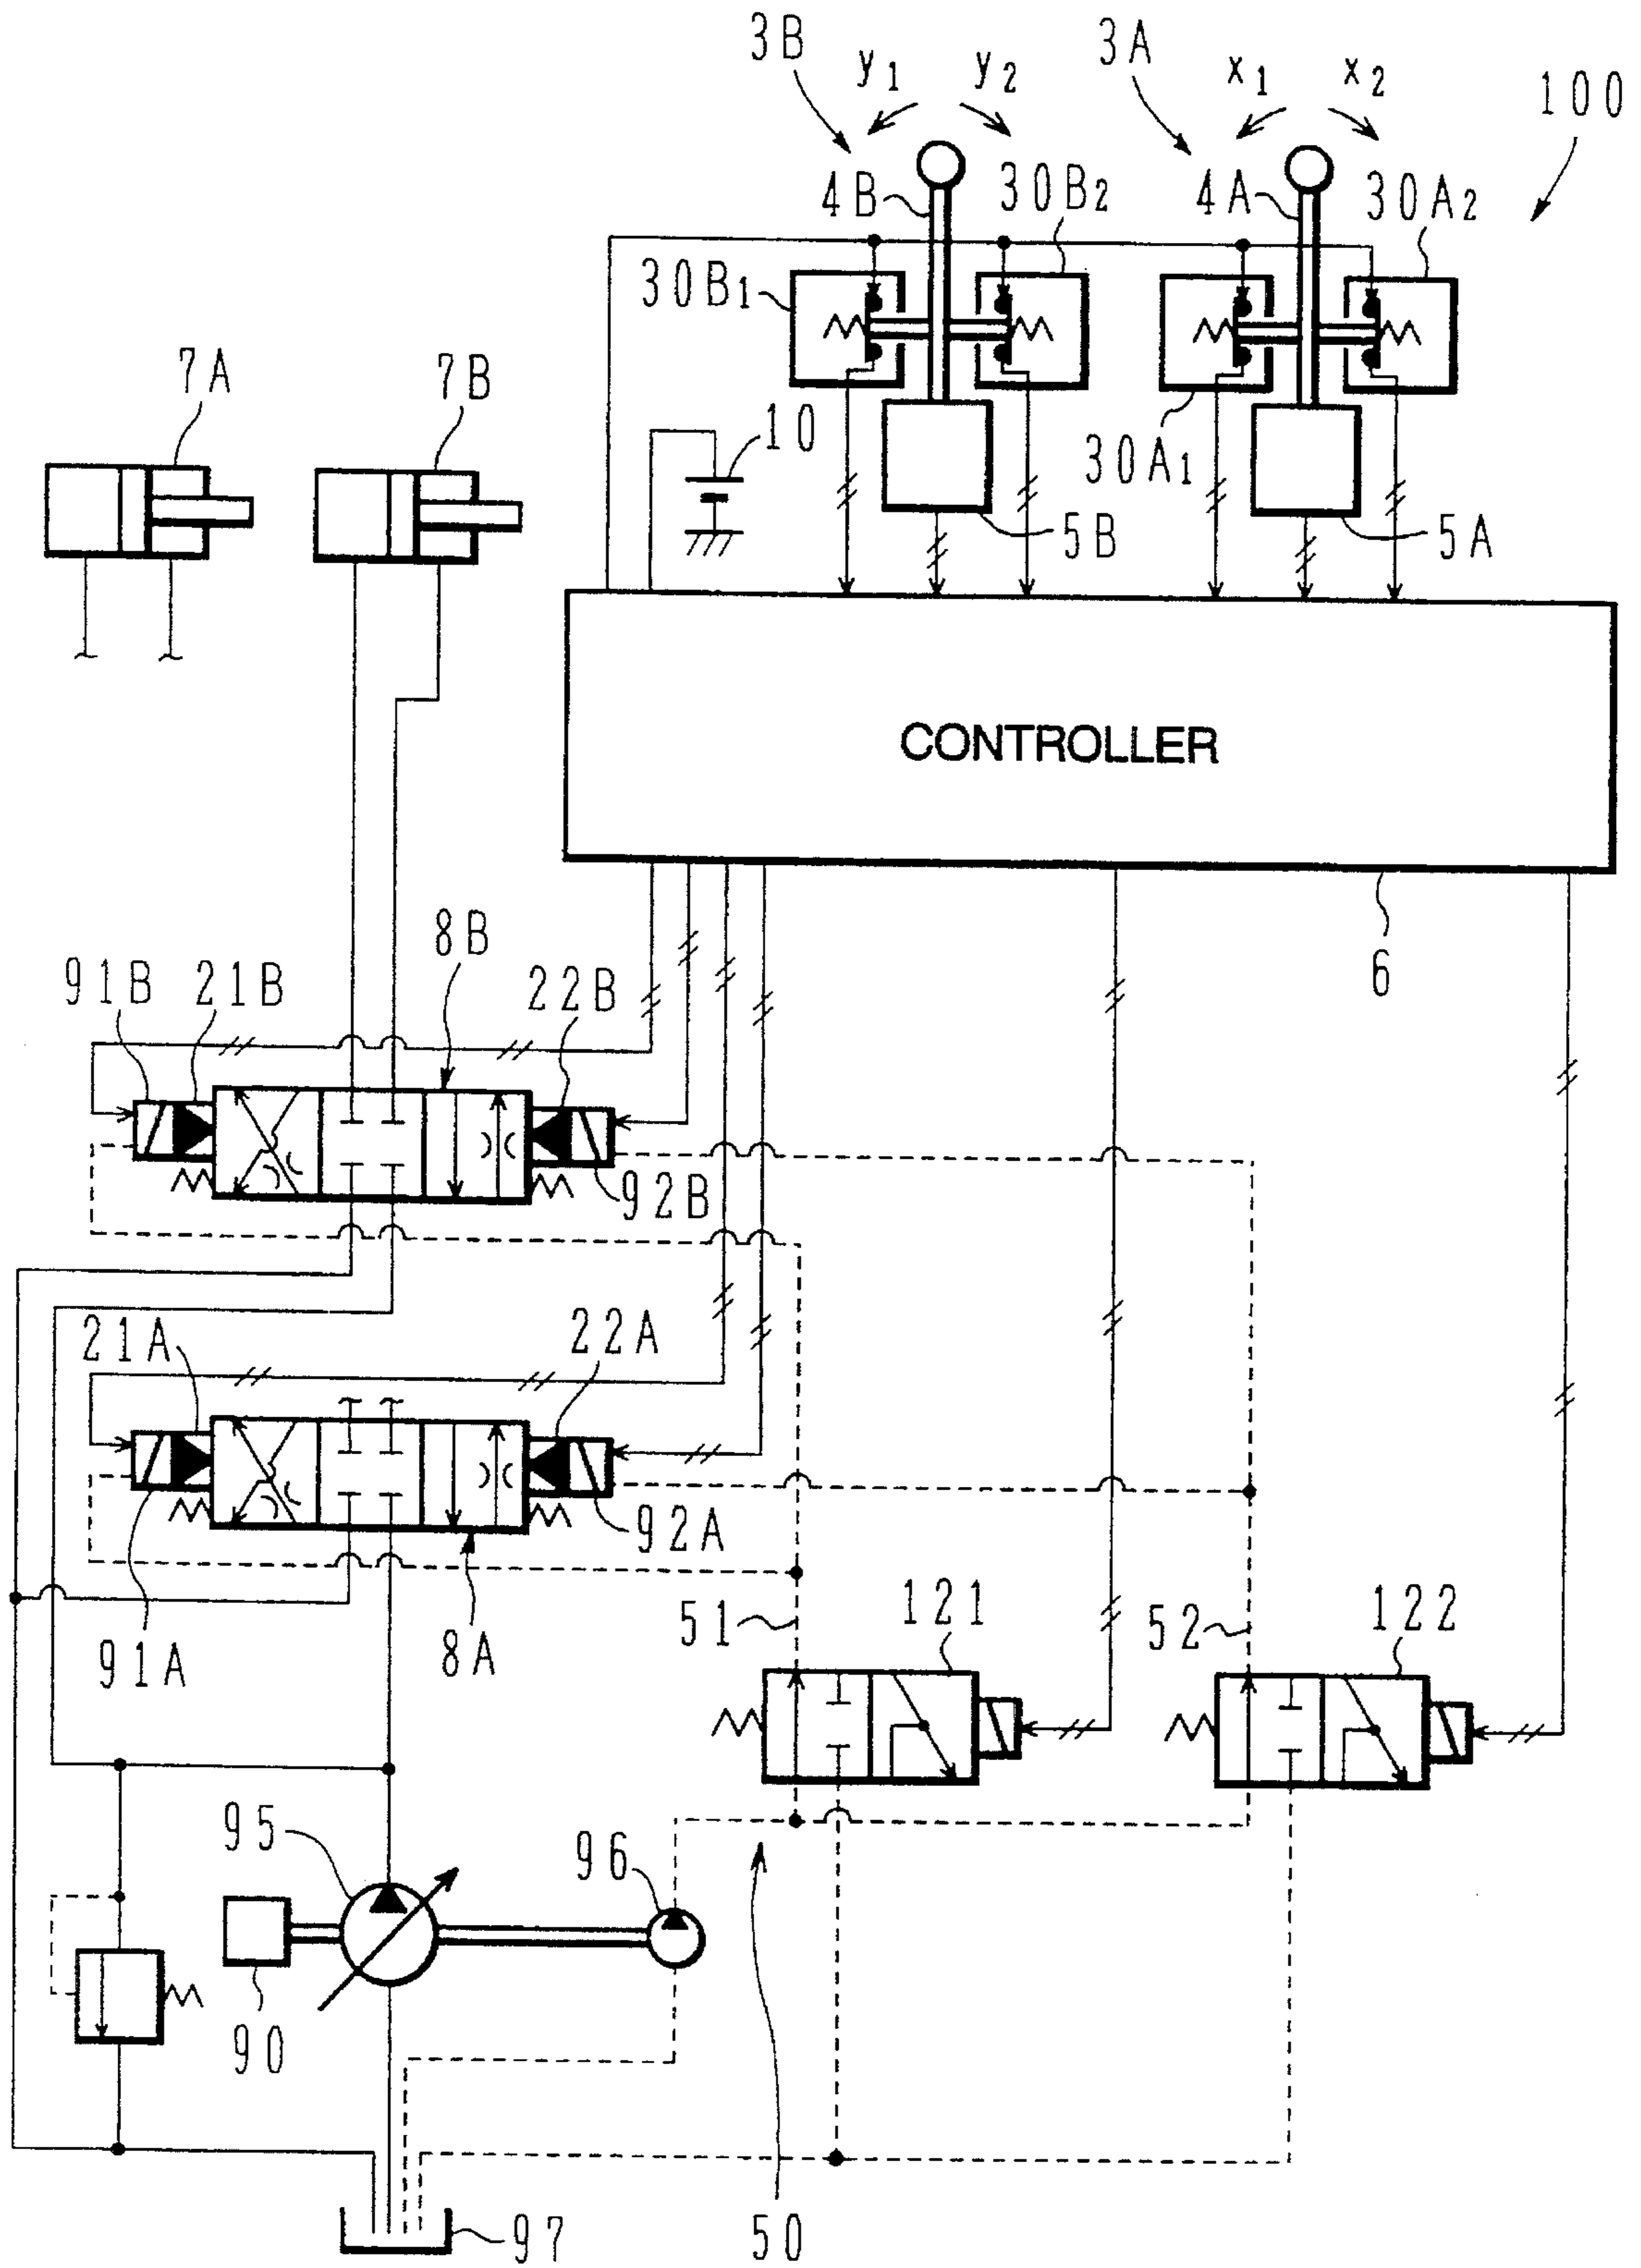 3B
y1
y2
3A
x1
x2
100
4B
30B2
4A
30A2
30B1
7A
7B
10
30A1
5B
5A
CONTROLLER
8B
6
91B
21B
22B
92B
21A
22A
92A
91A
8A
51
121
52
122
95
96
90
97
50